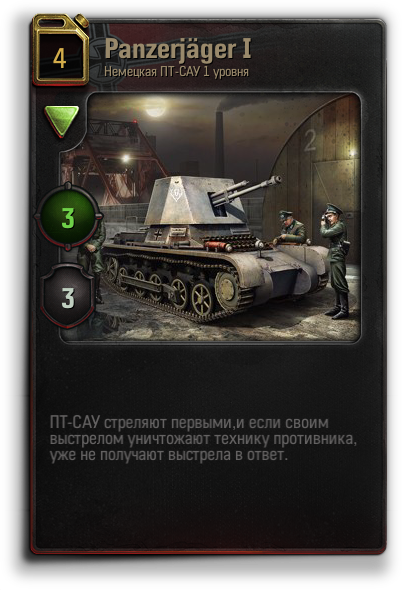 4
Panzerjäger I
Немецкая ПТ-САУ 1 уровня
2
3
3
ПТ-САУ стреляют первыми,и если своим
выстрелом уничтожают технику противника,
уже не получают выстрела в ответ.